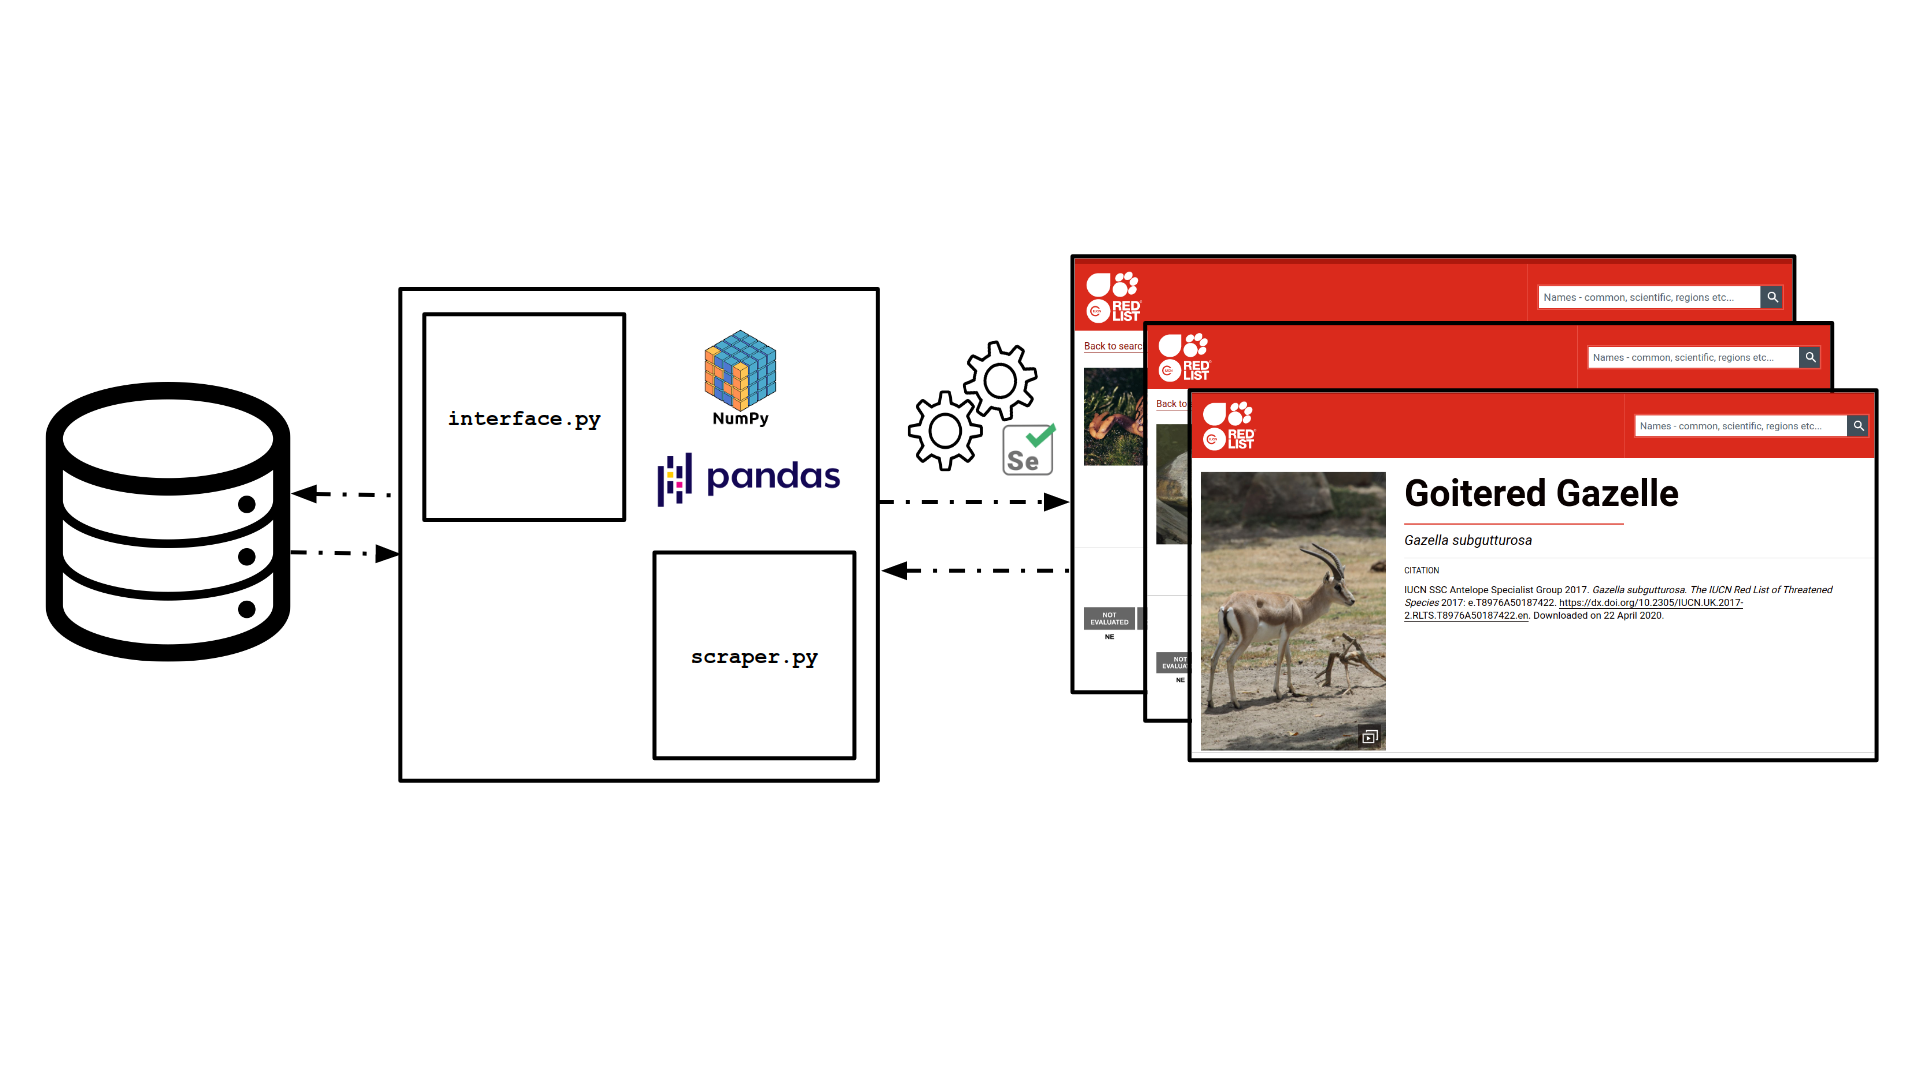 interface.py
NumPy
pandas
scraper.py
Se
RED
LIST
Names - common, scientific, regions etc...
Back to searc
NOT
EVALUATED
NE
RED
LIST
Names - common, scientific, regions etc...
Back to
NOT
EVALUA
NE
RED
LIST
Names - common, scientific, regions etc...
Goitered Gazelle
Gazella subgutturosa
CITATION
IUCN SSC Antelope Specialist Group 2017. Gazella subgutturosa. The IUCN Red List of Threatened
Species 2017: e.T8976A50187422. https://dx.doi.org/10.2305/IUCN.UK.2017-
2.RLTS.T8976A50187422.en. Downloaded on 22 April 2020.